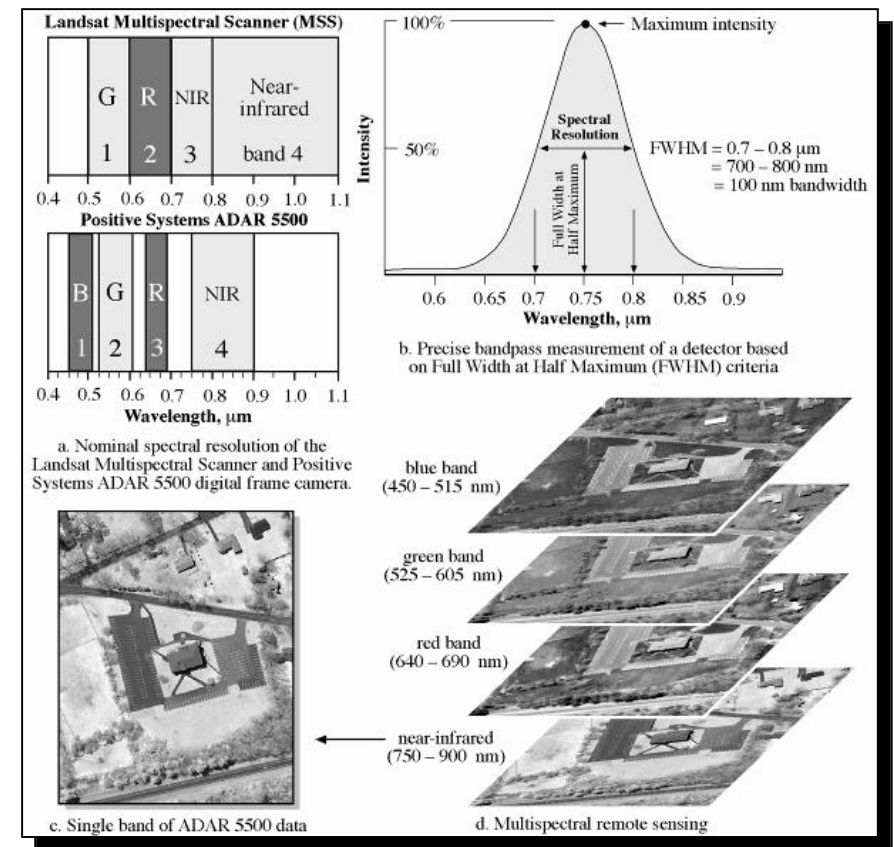 Landsat Multispectral Scanner (MSS)
G R NIR Near-
infrared
1 2 3 band 4
0.4 0.5 0.6 0.7 0.8 0.9 1.0 1.1
Positive Systems ADAR 5500
B G R NIR
1 2 3 4
0.4 0.5 0.6 0.7 0.8 0.9 1.0 1.1
Wavelength, µm
a. Nominal spectral resolution of the
Landsat Multispectral Scanner and Positive
Systems ADAR 5500 digital frame camera.
100%
Maximum intensity
Spectral
Resolution
50%
Intensity
Full Width at
Half Maximum
FWHM = 0.7 – 0.8 µm
= 700 – 800 nm
= 100 nm bandwidth
0.6 0.65 0.7 0.75 0.8 0.85 0.9
Wavelength, µm
b. Precise bandpass measurement of a detector based
on Full Width at Half Maximum (FWHM) criteria
c. Single band of ADAR 5500 data
blue band
(450 – 515 nm)
green band
(525 – 605 nm)
red band
(640 – 690 nm)
near-infrared
(750 – 900 nm)
d. Multispectral remote sensing